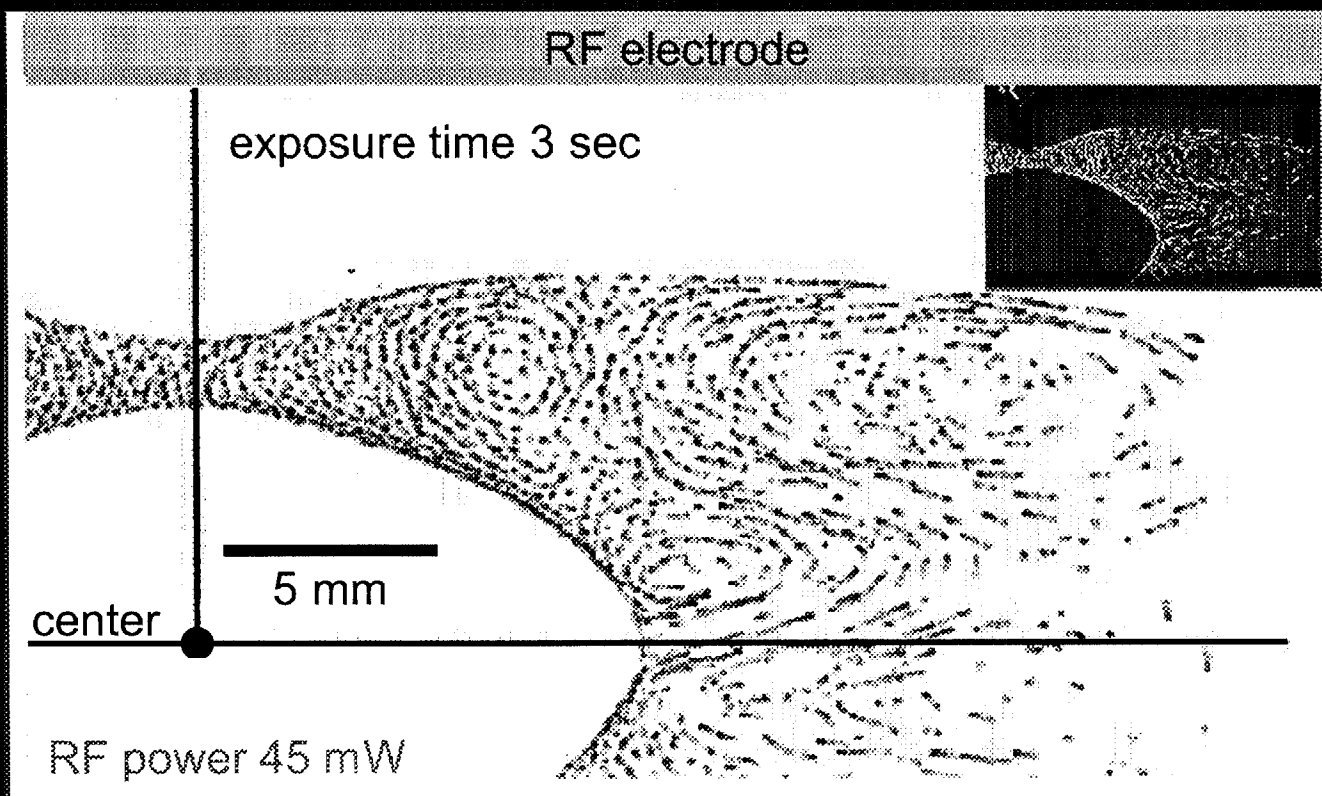 RF electrode
exposure time 3 sec
5 mm
center
RF power 45 mW